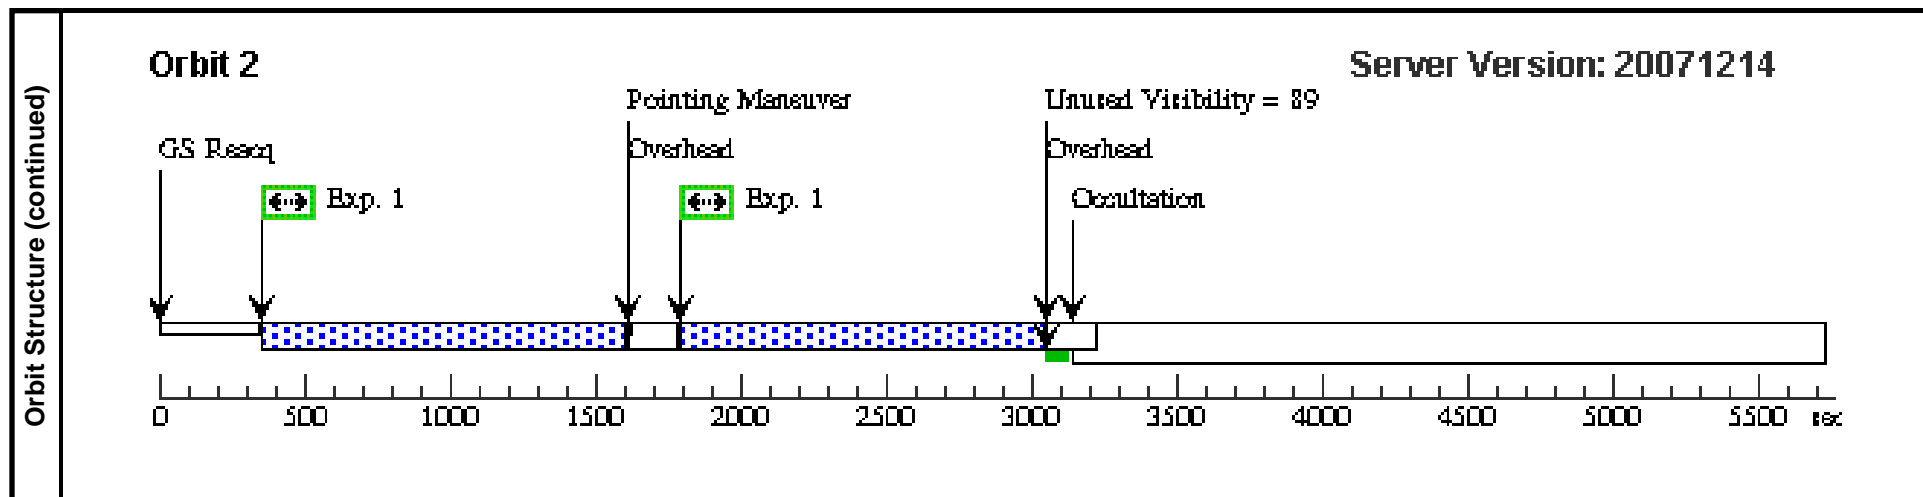 Orbit Structure (continued)
Orbit 2
Server Version: 20071214
Pointing Maneuver
Unused Visibility = 89
GS Reacq
Overhead
Overhead
Exp. 1
Exp. 1
Occultation
0 500 1000 1500 2000 2500 3000 3500 4000 4500 5000 5500 sec